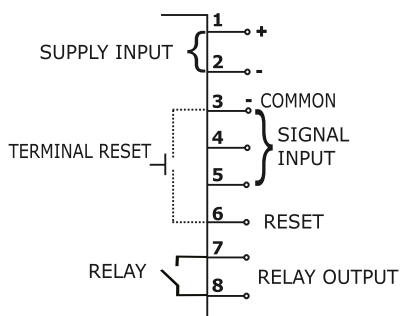 1 +
SUPPLY INPUT
2 -
3 - COMMON
4
SIGNAL
INPUT
TERMINAL RESET
5
6 RESET
7
RELAY
RELAY OUTPUT
8